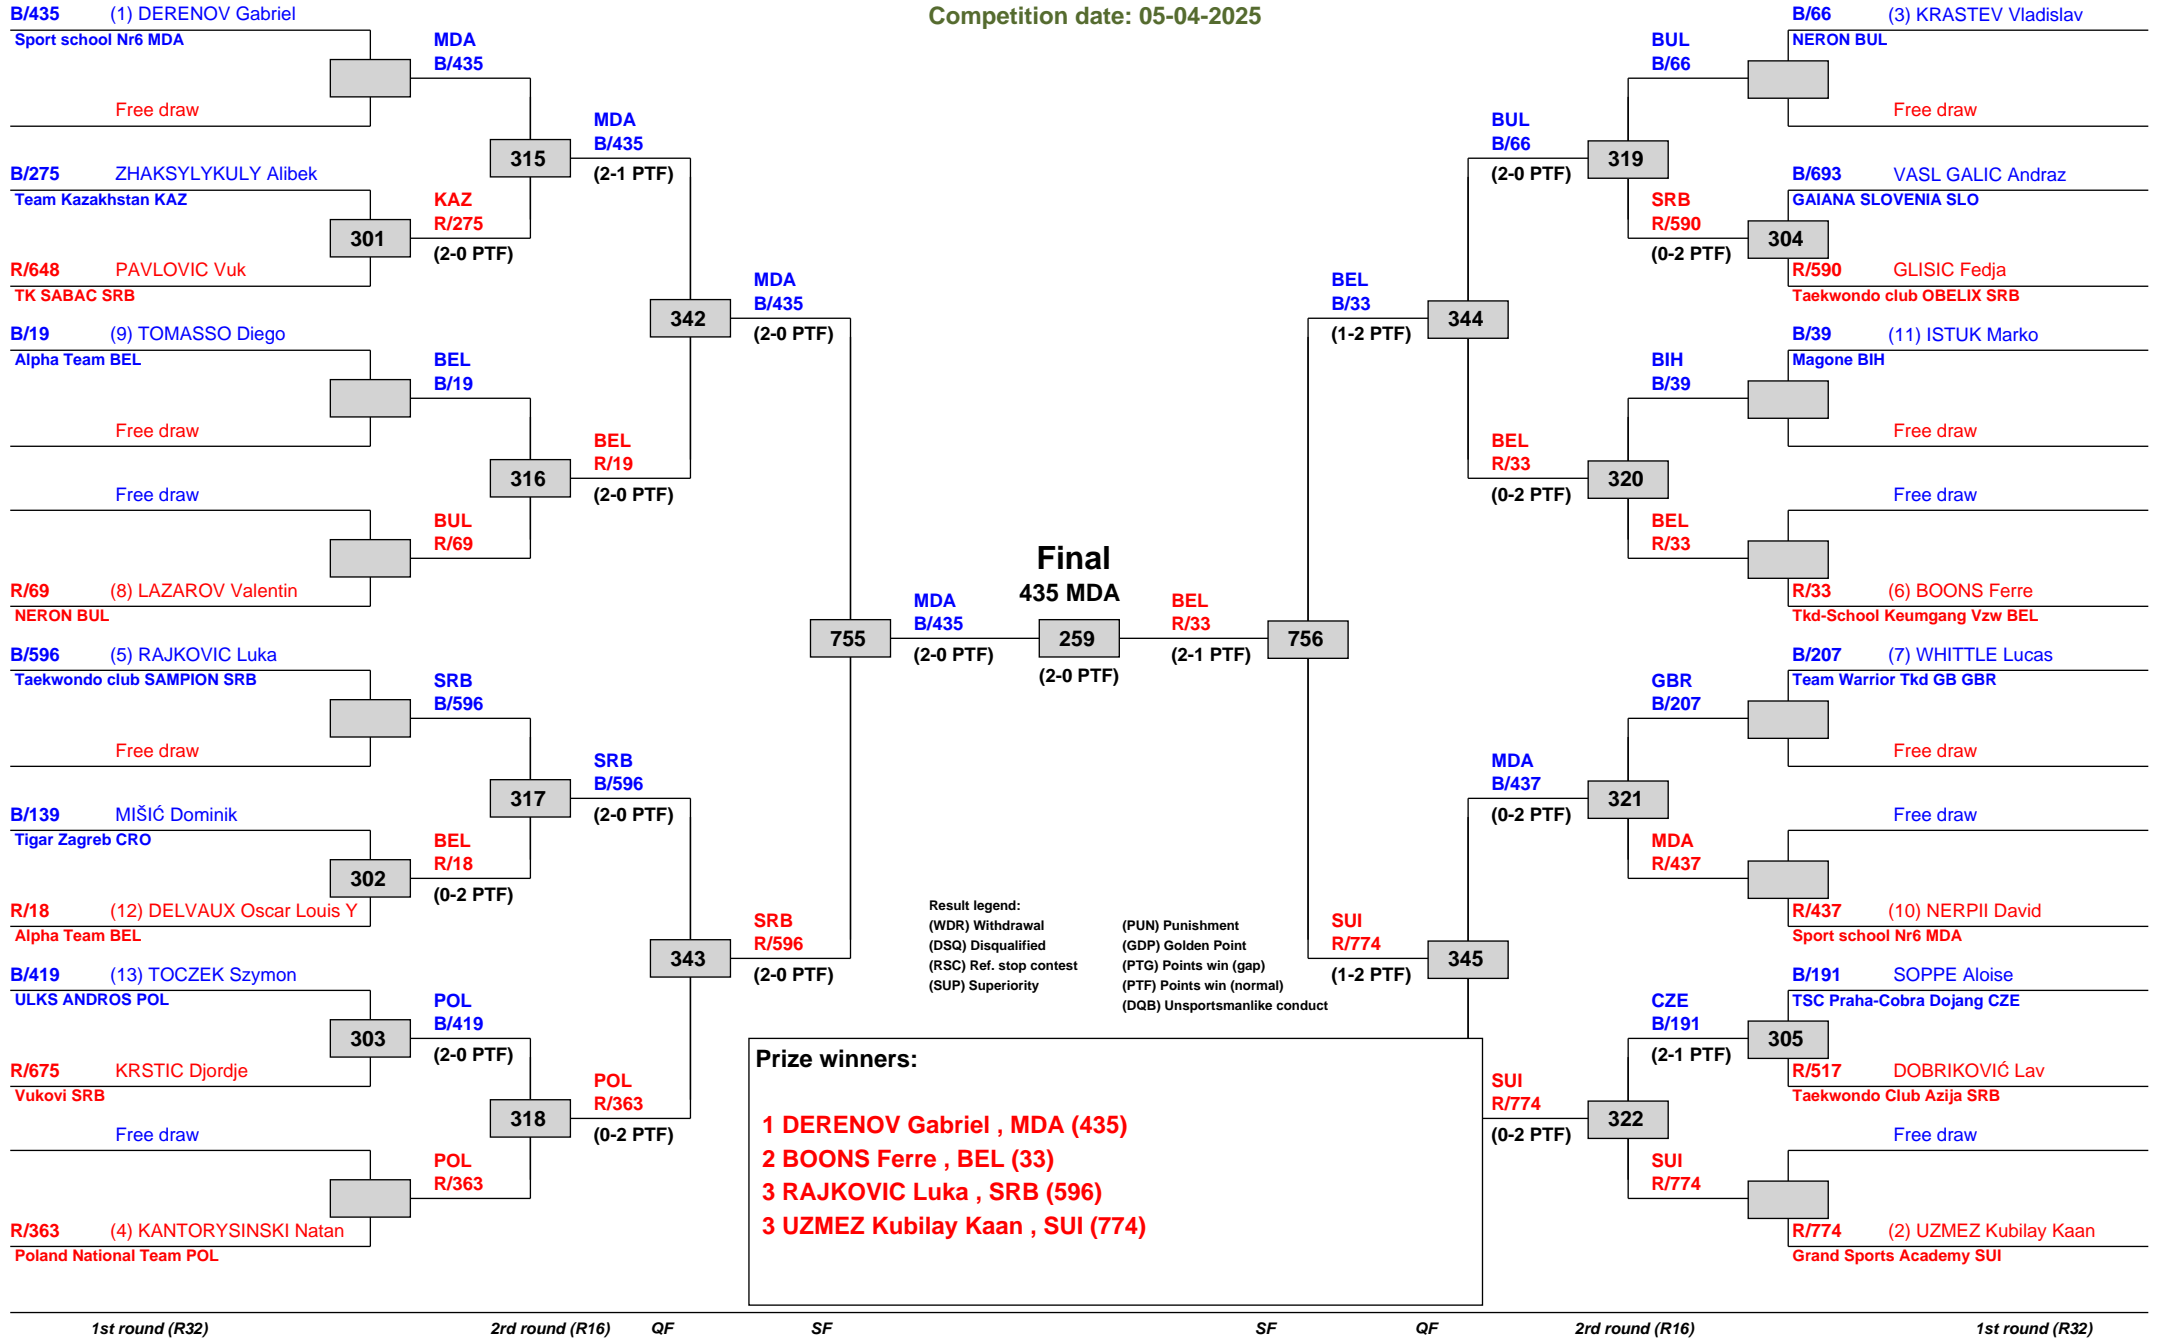 Competition date: 05-04-2025
B/435 (1) DERENOV Gabriel
Sport school Nr6 MDA
Free draw
B/275 ZHAKSYLYKULY Alibek
Team Kazakhstan KAZ
301
R/648 PAVLOVIC Vuk
TK SABAC SRB
B/19 (9) TOMASSO Diego
Alpha Team BEL
Free draw
Free draw
R/69 (8) LAZAROV Valentin
NERON BUL
B/596 (5) RAJKOVIC Luka
Taekwondo club SAMPION SRB
Free draw
B/139 MIŠIĆ Dominik
Tigar Zagreb CRO
302
R/18 (12) DELVAUX Oscar Louis Y
Alpha Team BEL
B/419 (13) TOCZEK Szymon
ULKS ANDROS POL
303
R/675 KRSTIC Djordje
Vukovi SRB
Free draw
R/363 (4) KANTORYSINSKI Natan
Poland National Team POL
MDA
B/435
315
KAZ
R/275
(2-0 PTF)
BEL
B/19
316
BUL
R/69
SRB
B/596
317
BEL
R/18
(0-2 PTF)
POL
B/419
(2-0 PTF)
318
POL
R/363
MDA
B/435
(2-1 PTF)
342
BEL
R/19
(2-0 PTF)
SRB
B/596
(2-0 PTF)
343
POL
R/363
(0-2 PTF)
MDA
B/435
(2-0 PTF)
755
SRB
R/596
(2-0 PTF)
MDA
B/435
(2-0 PTF)
Final
435 MDA
259
(2-0 PTF)
BEL
R/33
(2-1 PTF)
BEL
B/33
(1-2 PTF)
756
SUI
R/774
(1-2 PTF)
BUL
B/66
(2-0 PTF)
344
BEL
R/33
(0-2 PTF)
MDA
B/437
(0-2 PTF)
345
SUI
R/774
(0-2 PTF)
BUL
B/66
319
SRB
R/590
(0-2 PTF)
BIH
B/39
320
BEL
R/33
GBR
B/207
321
MDA
R/437
CZE
B/191
(2-1 PTF)
322
SUI
R/774
B/66 (3) KRASTEV Vladislav
NERON BUL
Free draw
B/693 VASL GALIC Andraz
GAIANA SLOVENIA SLO
304
R/590 GLISIC Fedja
Taekwondo club OBELIX SRB
B/39 (11) ISTUK Marko
Magone BIH
Free draw
Free draw
R/33 (6) BOONS Ferre
Tkd-School Keumgang Vzw BEL
B/207 (7) WHITTLE Lucas
Team Warrior Tkd GB GBR
Free draw
Free draw
R/437 (10) NERPII David
Sport school Nr6 MDA
B/191 SOPPE Aloise
TSC Praha-Cobra Dojang CZE
305
R/517 DOBRIKOVIĆ Lav
Taekwondo Club Azija SRB
Free draw
R/774 (2) UZMEZ Kubilay Kaan
Grand Sports Academy SUI
Result legend:
(WDR) Withdrawal (PUN) Punishment
(DSQ) Disqualified (GDP) Golden Point
(RSC) Ref. stop contest (PTG) Points win (gap)
(SUP) Superiority (PTF) Points win (normal)
(DQB) Unsportsmanlike conduct
Prize winners:
1 DERENOV Gabriel , MDA (435)
2 BOONS Ferre , BEL (33)
3 RAJKOVIC Luka , SRB (596)
3 UZMEZ Kubilay Kaan , SUI (774)
1st round (R32) 2rd round (R16) QF SF SF QF 2rd round (R16) 1st round (R32)